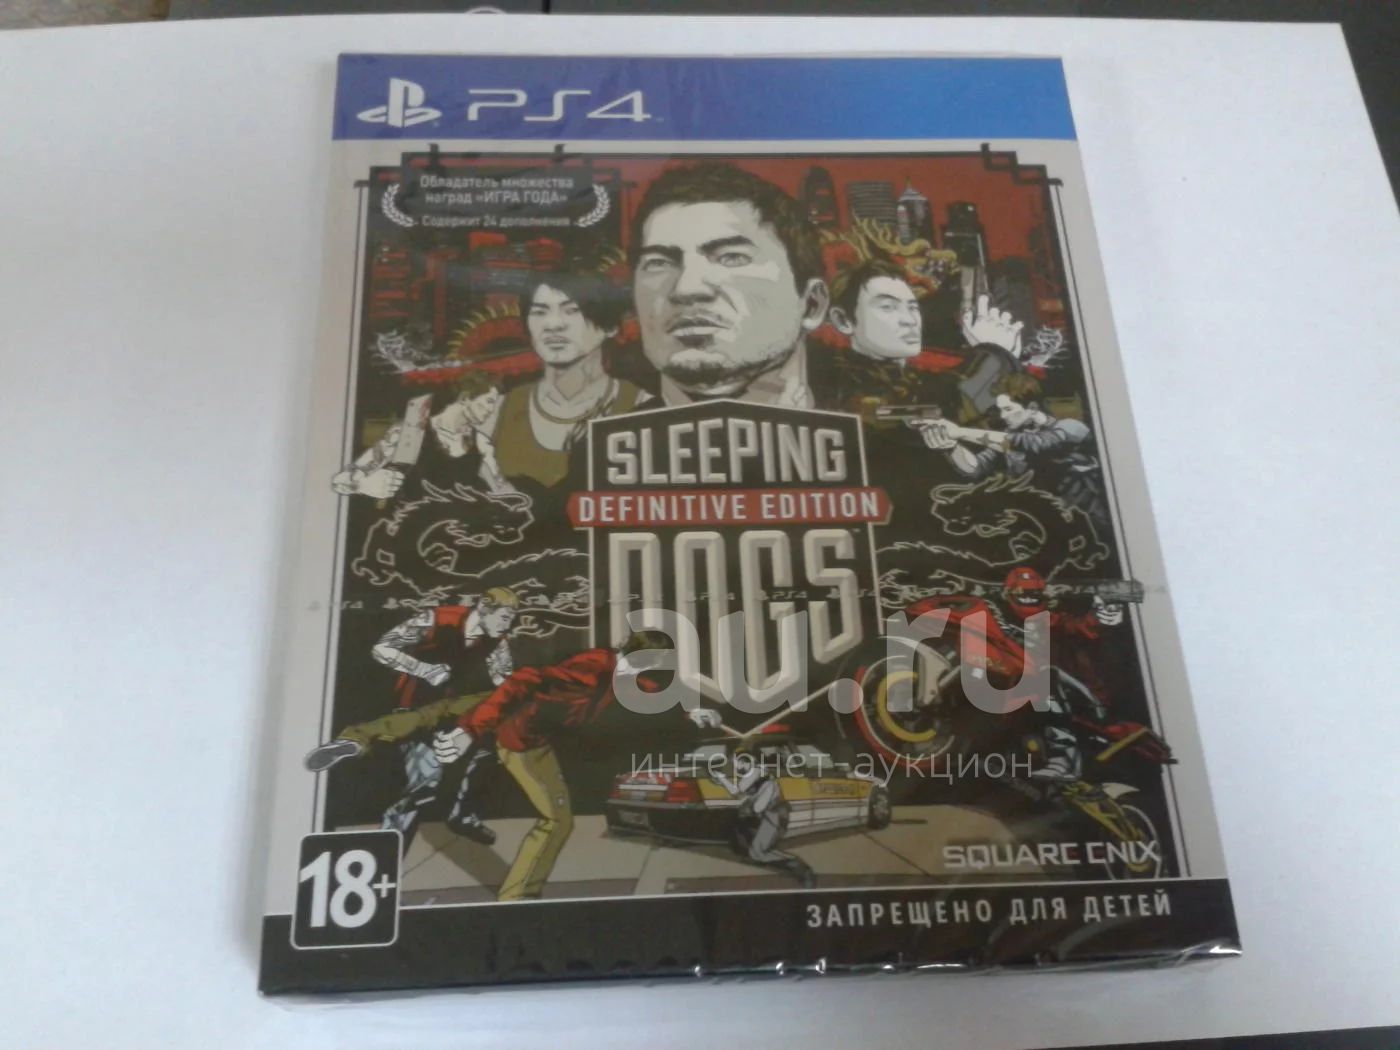 PS4
Обладатель множества
наград «ИГРА ГОДА»
Содержит 24 дополнения
SLEEPING
DEFINITIVE EDITION
DOGS
au.ru
интернет-аукцион
SQUARE ENIX
18+
ЗАПРЕЩЕНО ДЛЯ ДЕТЕЙ